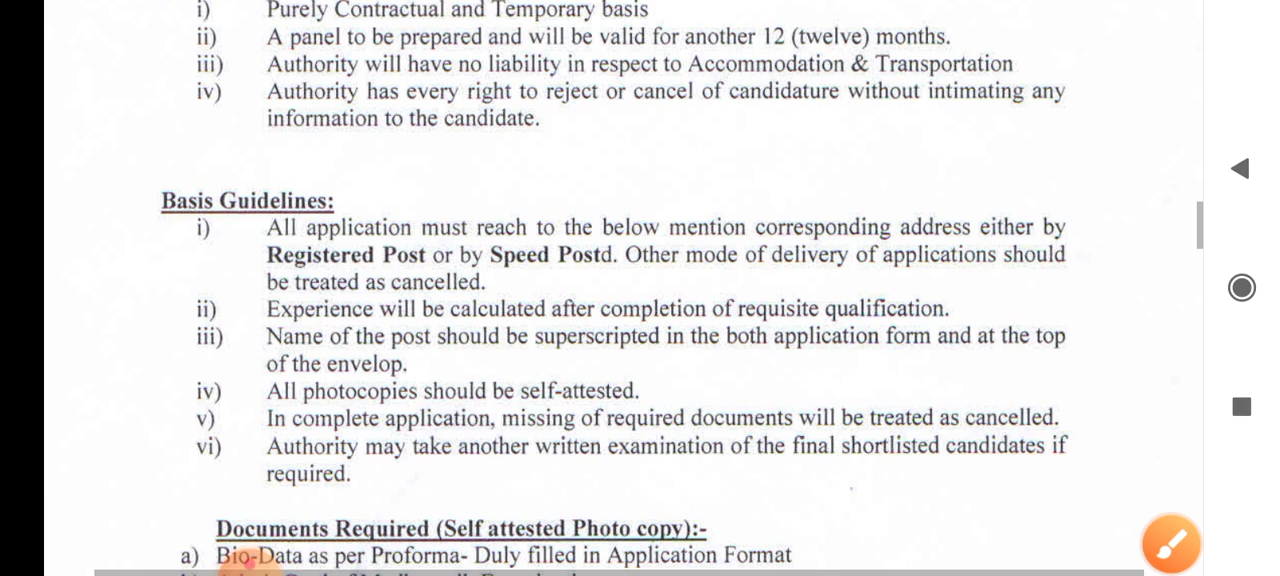 i) Purely Contractual and Temporary basis
ii) A panel to be prepared and will be valid for another 12 (twelve) months.
iii) Authority will have no liability in respect to Accommodation & Transportation
iv) Authority has every right to reject or cancel of candidature without intimating any
information to the candidate.
Basis Guidelines:
i) All application must reach to the below mention corresponding address either by
Registered Post or by Speed Postd. Other mode of delivery of applications should
be treated as cancelled.
ii) Experience will be calculated after completion of requisite qualification.
iii) Name of the post should be superscripted in the both application form and at the top
of the envelop.
iv) All photocopies should be self-attested.
v) In complete application, missing of required documents will be treated as cancelled.
vi) Authority may take another written examination of the final shortlisted candidates if
required.
Documents Required (Self attested Photo copy):-
a) Bio-Data as per Proforma- Duly filled in Application Format